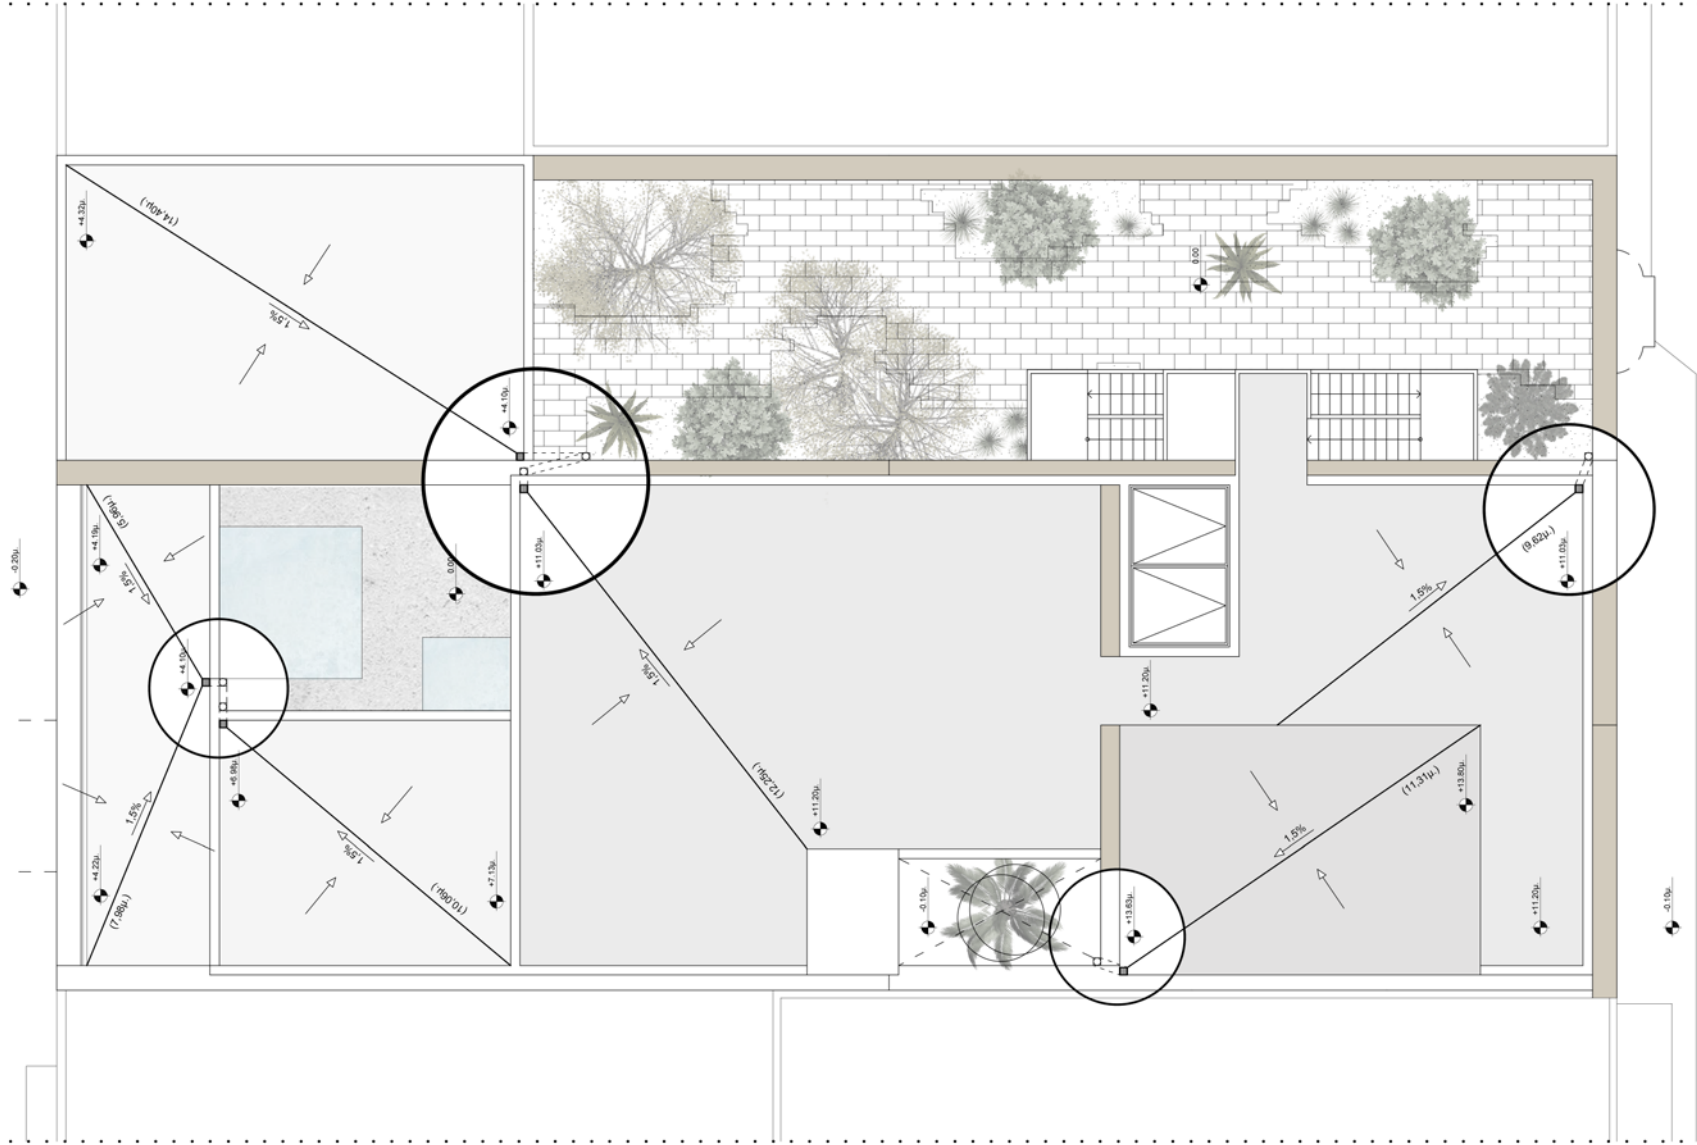 +4.32μ.
(14,40μ.)
1,5%
+4.10μ.
0.00
(5,96μ.)
+4.19μ.
1,5%
-0.20μ.
0.00
+11.03μ.
(9,62μ.)
+11.03μ.
1,5%
+4.10μ.
1,5%
+11.20μ.
+6.98μ.
1,5%
+4.22μ.
(7,98μ.)
1,5%
+7.13μ.
(10,06μ.)
(12,25μ.)
+11.20μ.
(11,31μ.)
+13.80μ.
1,5%
-0.10μ.
+13.63μ.
+11.20μ.
-0.10μ.